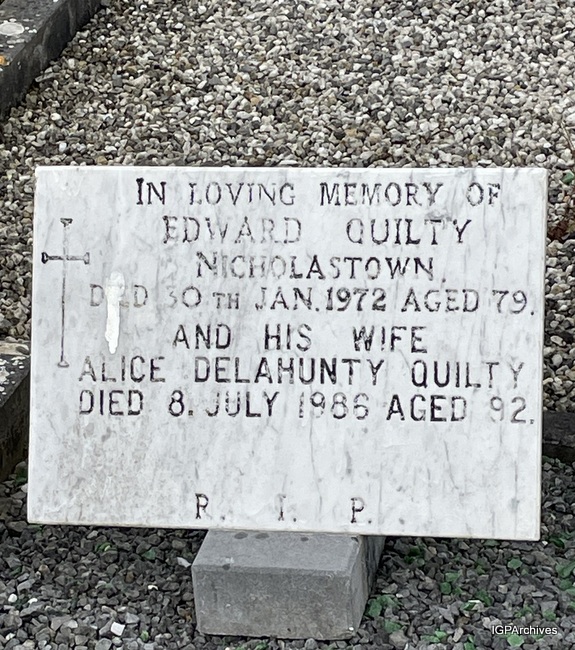 IN LOVING MEMORY OF
EDWARD QUILTY
NICHOLASTOWN.
DIED 30TH JAN. 1972 AGED 79.
AND HIS WIFE
ALICE DELAHUNTY QUILTY
DIED 8. JULY 1986 AGED 92.
R. I. P.
IGPArchives